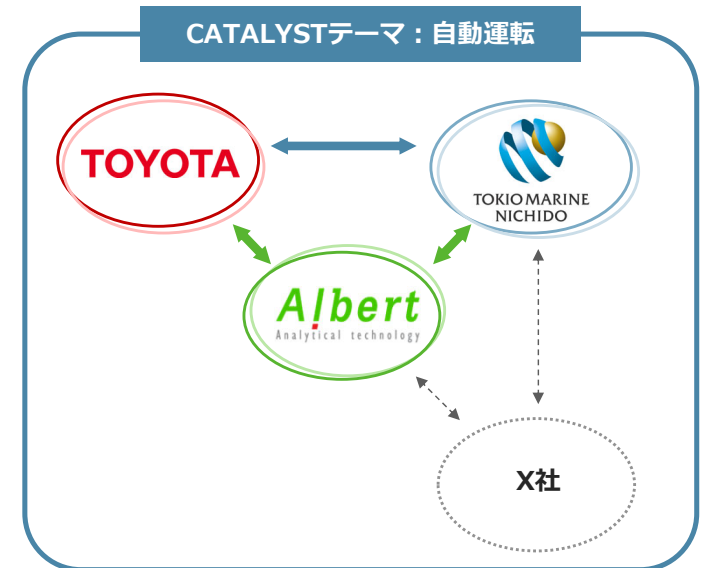 CATALYSTテーマ：自動運転
TOYOTA
TOKIO MARINE
NICHIDO
Albert
Analytical technology
X社